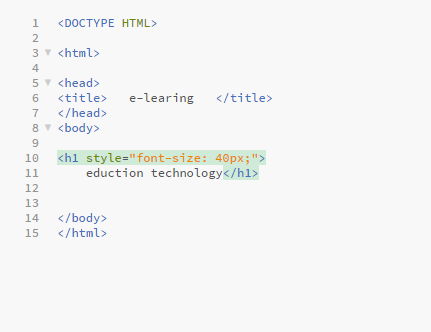 1 <DOCTYPE HTML>
2
3 <html>
4
5 <head>
6 <title>   e-learing   </title>
7 </head>
8 <body>
9
10 <h1 style="font-size: 40px;">
11     eduction technology</h1>
12
13
14 </body>
15 </html>